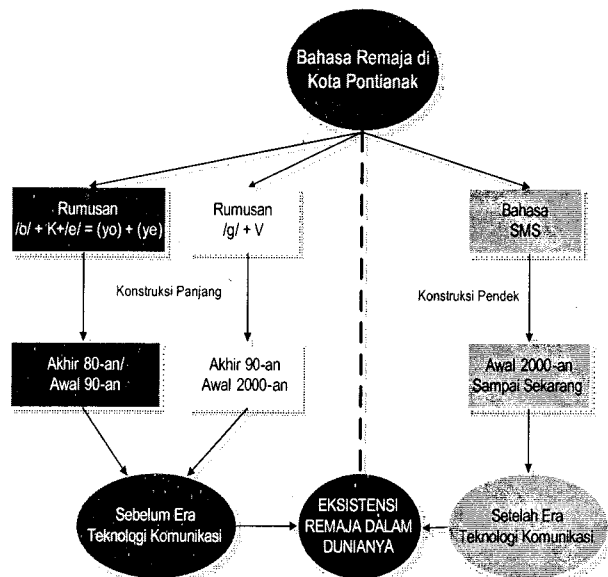 Bahasa Remaja di
Kota Pontianak
Rumusan
/o/ + K+/e/ = (yo) + (ye)
Rumusan
/g/ + V
Bahasa
SMS
Konstruksi Panjang
Konstruksi Pendek
Akhir 80-an/
Awal 90-an
Akhir 90-an
Awal 2000-an
Awal 2000-an
Sampai Sekarang
Sebelum Era
Teknologi Komunikasi
EKSISTENSI
REMAJA DALAM
DUNIANYA
Setelah Era
Teknologi Komunikasi